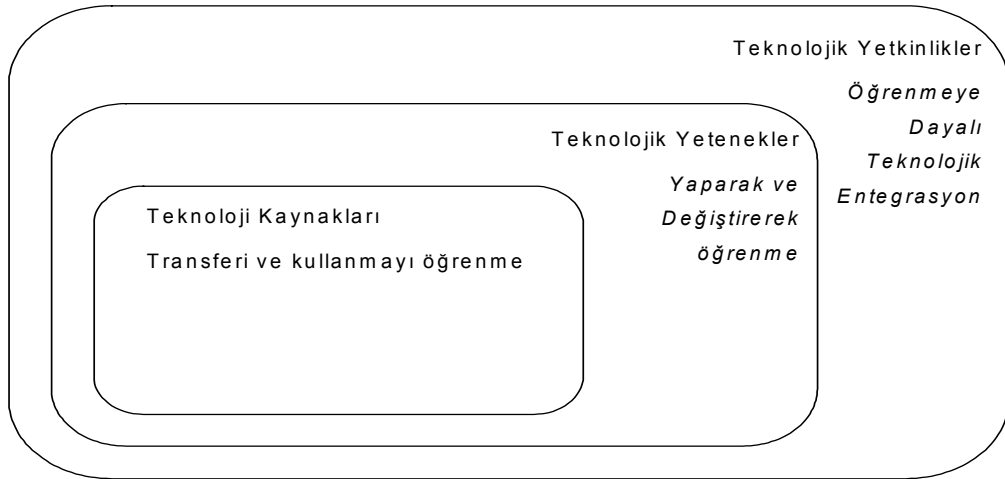 Teknolojik Yetkinlikler
Öğrenmeye
Dayalı
Teknolojik
Entegrasyon
Teknolojik Yetenekler
Yaparak ve
Değiştirerek
öğrenme
Teknoloji Kaynakları
Transferi ve kullanmayı öğrenme